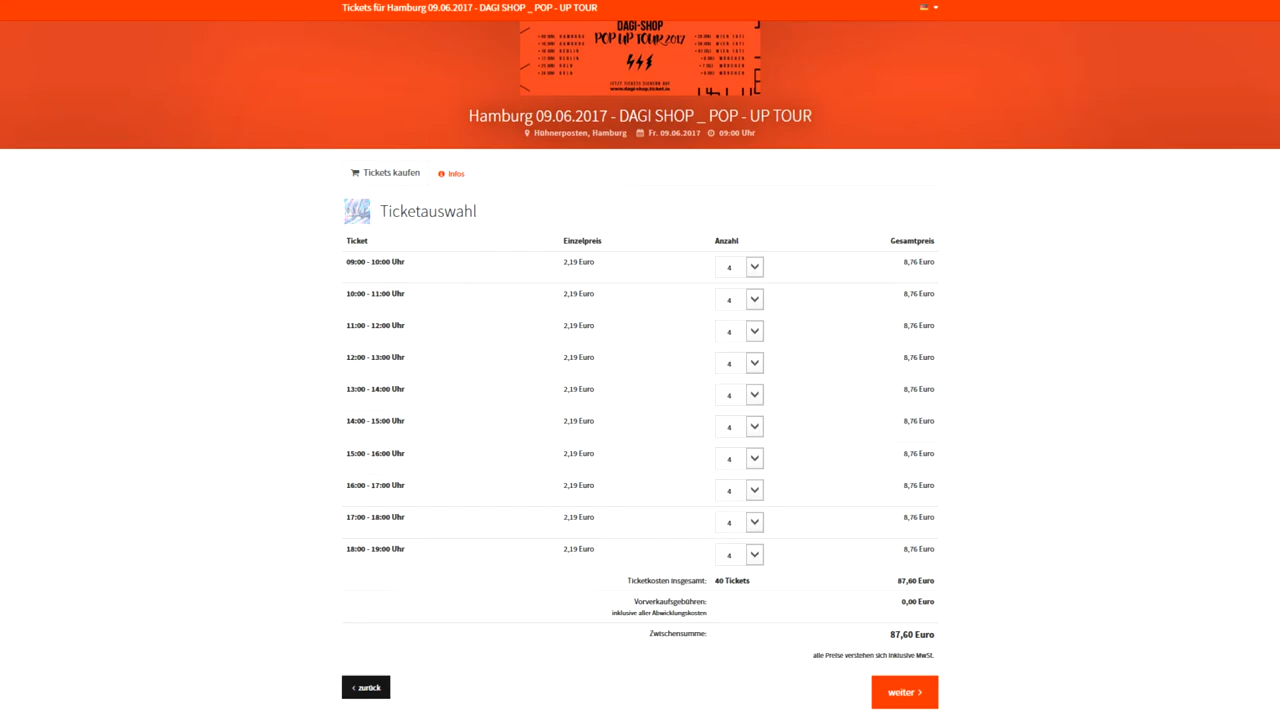 Tickets für Hamburg 09.06.2017 - DAGI SHOP _ POP - UP TOUR
DAGI-SHOP
POP UP TOUR 2017
JETZT TICKETS SICHERN AUF
www.dagi-shop.ticket.io
Hamburg 09.06.2017 - DAGI SHOP _ POP - UP TOUR
Hühnerposten, Hamburg Fr. 09.06.2017 09:00 Uhr
Tickets kaufen Infos
Ticketauswahl
Ticket Einzelpreis Anzahl Gesamtpreis
09:00 - 10:00 Uhr 2,19 Euro 4 8,76 Euro
10:00 - 11:00 Uhr 2,19 Euro 4 8,76 Euro
11:00 - 12:00 Uhr 2,19 Euro 4 8,76 Euro
12:00 - 13:00 Uhr 2,19 Euro 4 8,76 Euro
13:00 - 14:00 Uhr 2,19 Euro 4 8,76 Euro
14:00 - 15:00 Uhr 2,19 Euro 4 8,76 Euro
15:00 - 16:00 Uhr 2,19 Euro 4 8,76 Euro
16:00 - 17:00 Uhr 2,19 Euro 4 8,76 Euro
17:00 - 18:00 Uhr 2,19 Euro 4 8,76 Euro
18:00 - 19:00 Uhr 2,19 Euro 4 8,76 Euro
Ticketkosten insgesamt: 40 Tickets 87,60 Euro
Vorverkaufsgebühren: 0,00 Euro
inklusive aller Abwicklungskosten
Zwischensumme: 87,60 Euro
alle Preise verstehen sich inklusive MwSt.
zurück weiter